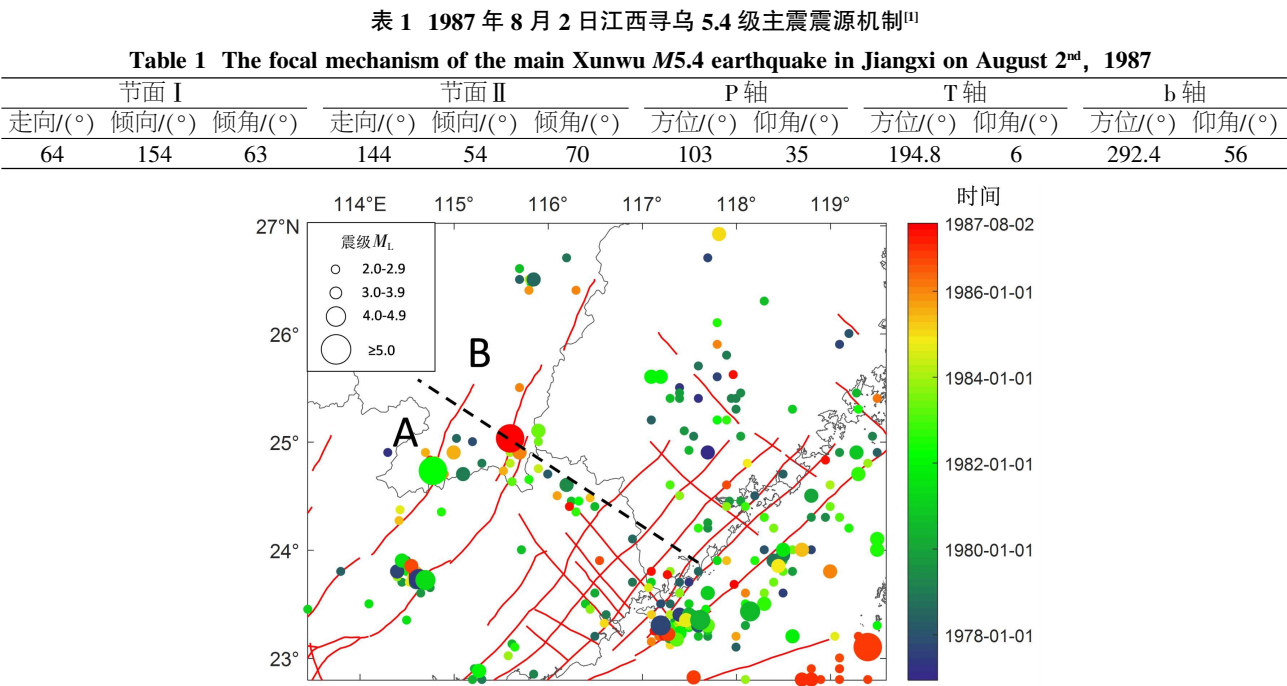 表 1 1987 年 8 月 2 日江西寻乌 5.4 级主震震源机制[1]
Table 1 The focal mechanism of the main Xunwu M5.4 earthquake in Jiangxi on August 2nd, 1987
节面Ⅰ 节面Ⅱ P 轴 T 轴 b 轴
走向/(°) 倾向/(°) 倾角/(°) 走向/(°) 倾向/(°) 倾角/(°) 方位/(°) 仰角/(°) 方位/(°) 仰角/(°) 方位/(°) 仰角/(°)
64 154 63 144 54 70 103 35 194.8 6 292.4 56
114°E 115° 116° 117° 118° 119°
时间
27°N
26°
25°
24°
23°
震级ML
2.0-2.9
3.0-3.9
4.0-4.9
≥5.0
B
A
1987-08-02
1986-01-01
1984-01-01
1982-01-01
1980-01-01
1978-01-01